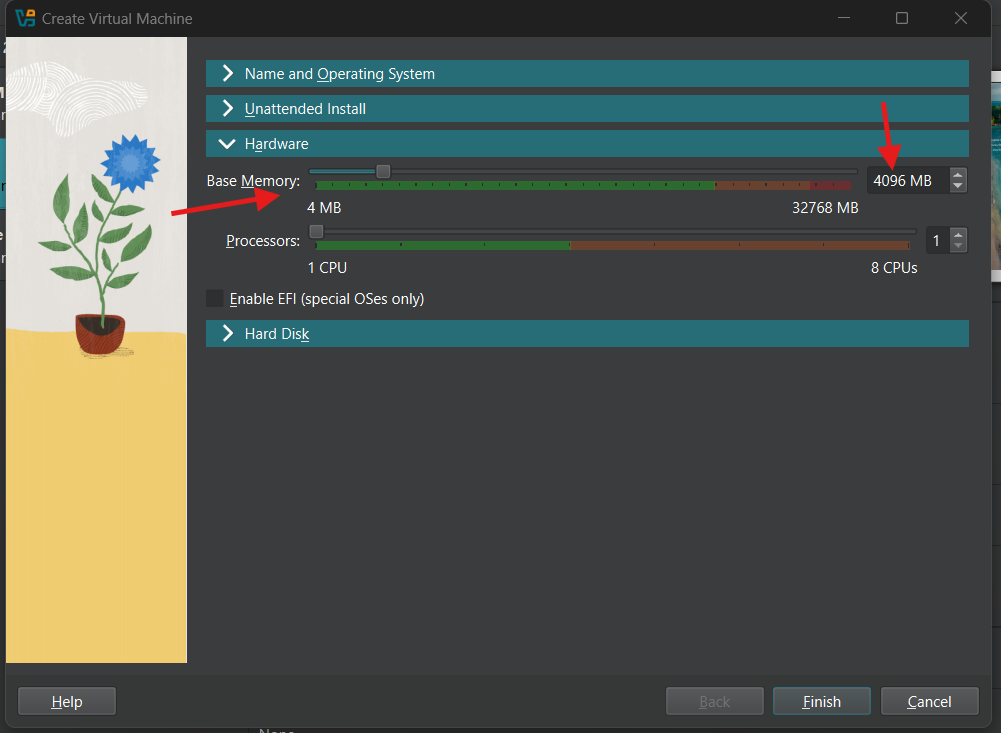 Create Virtual Machine
Name and Operating System
Unattended Install
Hardware
Base Memory: 4096 MB
4 MB 32768 MB
Processors: 1
1 CPU 8 CPUs
Enable EFI (special OSes only)
Hard Disk
Help Back Finish Cancel